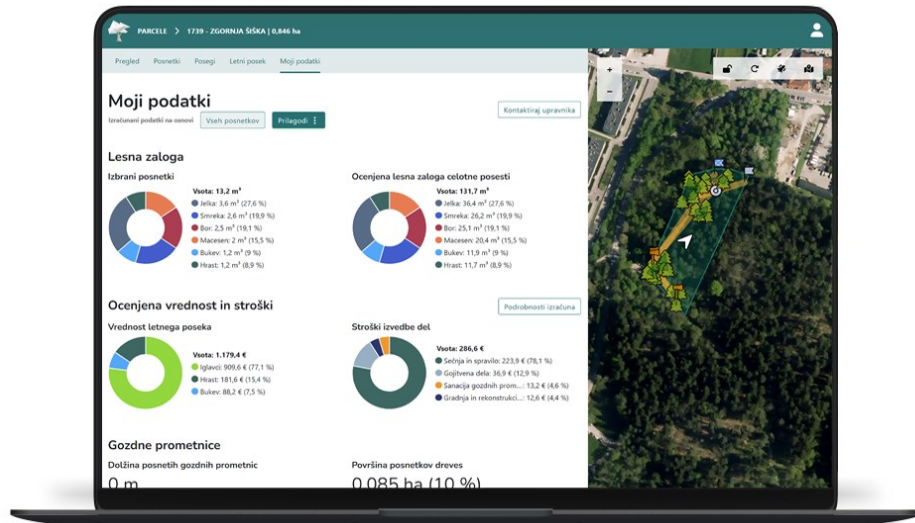 PARCELE > 1739 - ZGORNJA ŠIŠKA | 0,846 ha
Pregled Posnetki Posegi Letni posek Moji podatki
Moji podatki
Kontaktiraj upravnika
Izračunani podatki na osnovi Vseh posnetkov Prilagodi
Lesna zaloga
Izbrani posnetki
Vsota: 13,2 m³
Jelka: 3,6 m³ (27,6 %)
Smreka: 2,6 m³ (19,9 %)
Bor: 2,5 m³ (19,1 %)
Macesen: 2 m³ (15,5 %)
Bukev: 1,2 m³ (9 %)
Hrast: 1,2 m³ (8,9 %)
Ocenjena lesna zaloga celotne posesti
Vsota: 131,7 m³
Jelka: 36,4 m³ (27,6 %)
Smreka: 26,2 m³ (19,9 %)
Bor: 25,1 m³ (19,1 %)
Macesen: 20,4 m³ (15,5 %)
Bukev: 11,9 m³ (9 %)
Hrast: 11,7 m³ (8,9 %)
Ocenjena vrednost in stroški
Podrobnosti izračuna
Vrednost letnega poseka
Vsota: 1.179,4 €
Iglavci: 909,6 € (77,1 %)
Hrast: 181,6 € (15,4 %)
Bukev: 88,2 € (7,5 %)
Stroški izvedbe del
Vsota: 286,6 €
Sečnja in spravilo: 223,9 € (78,1 %)
Gojitvena dela: 36,9 € (12,9 %)
Sanacija gozdnih prom...: 13,2 € (4,6 %)
Gradnja in rekonstrukci...: 12,6 € (4,4 %)
Gozdne prometnice
Dolžina posnetih gozdnih prometnic
0 m
Površina posnetkov dreves
0,085 ha (10 %)
+
−